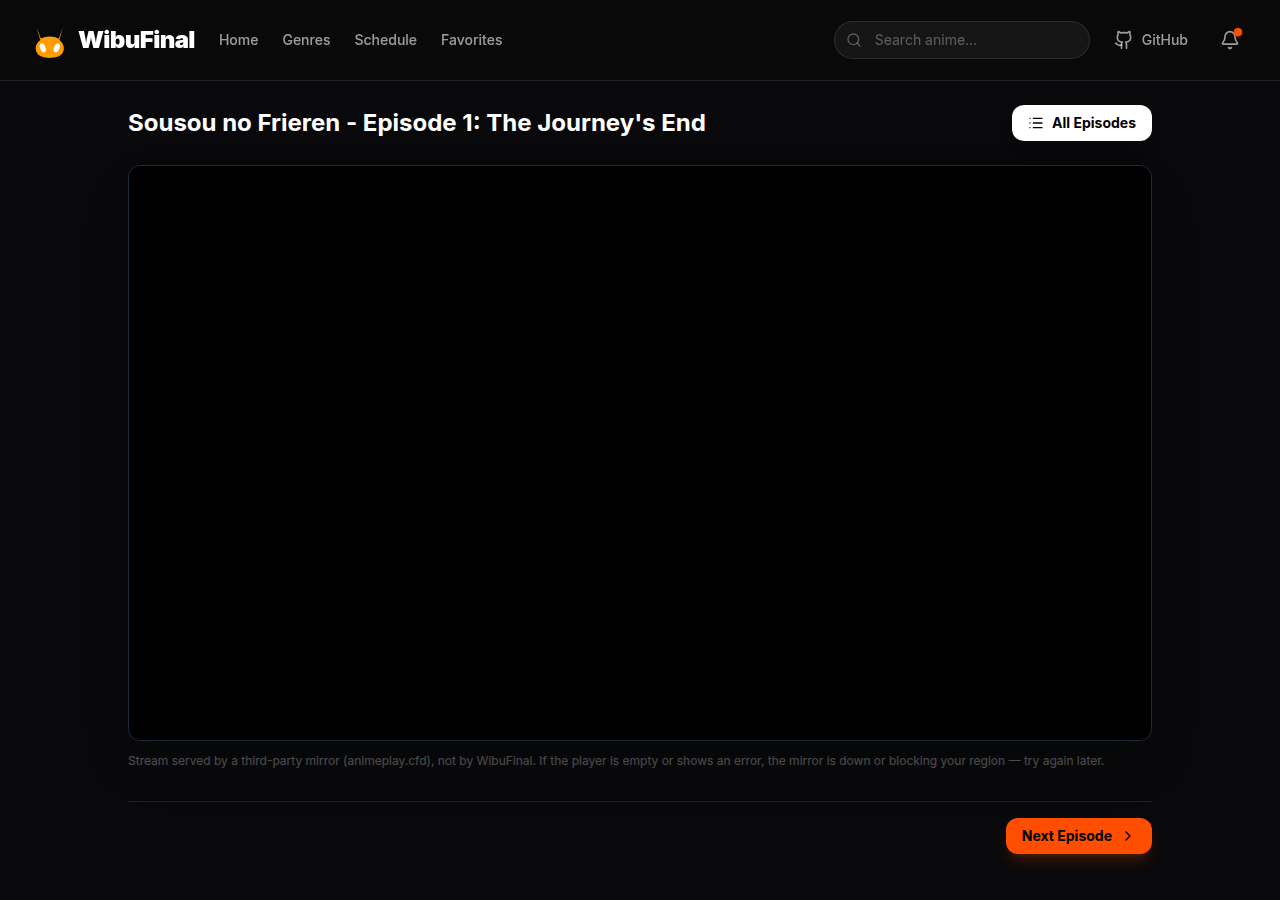 WibuFinal
Home
Genres
Schedule
Favorites
Search anime...
GitHub
Sousou no Frieren - Episode 1: The Journey's End
All Episodes
Stream served by a third-party mirror (animeplay.cfd), not by WibuFinal. If the player is empty or shows an error, the mirror is down or blocking your region — try again later.
Next Episode